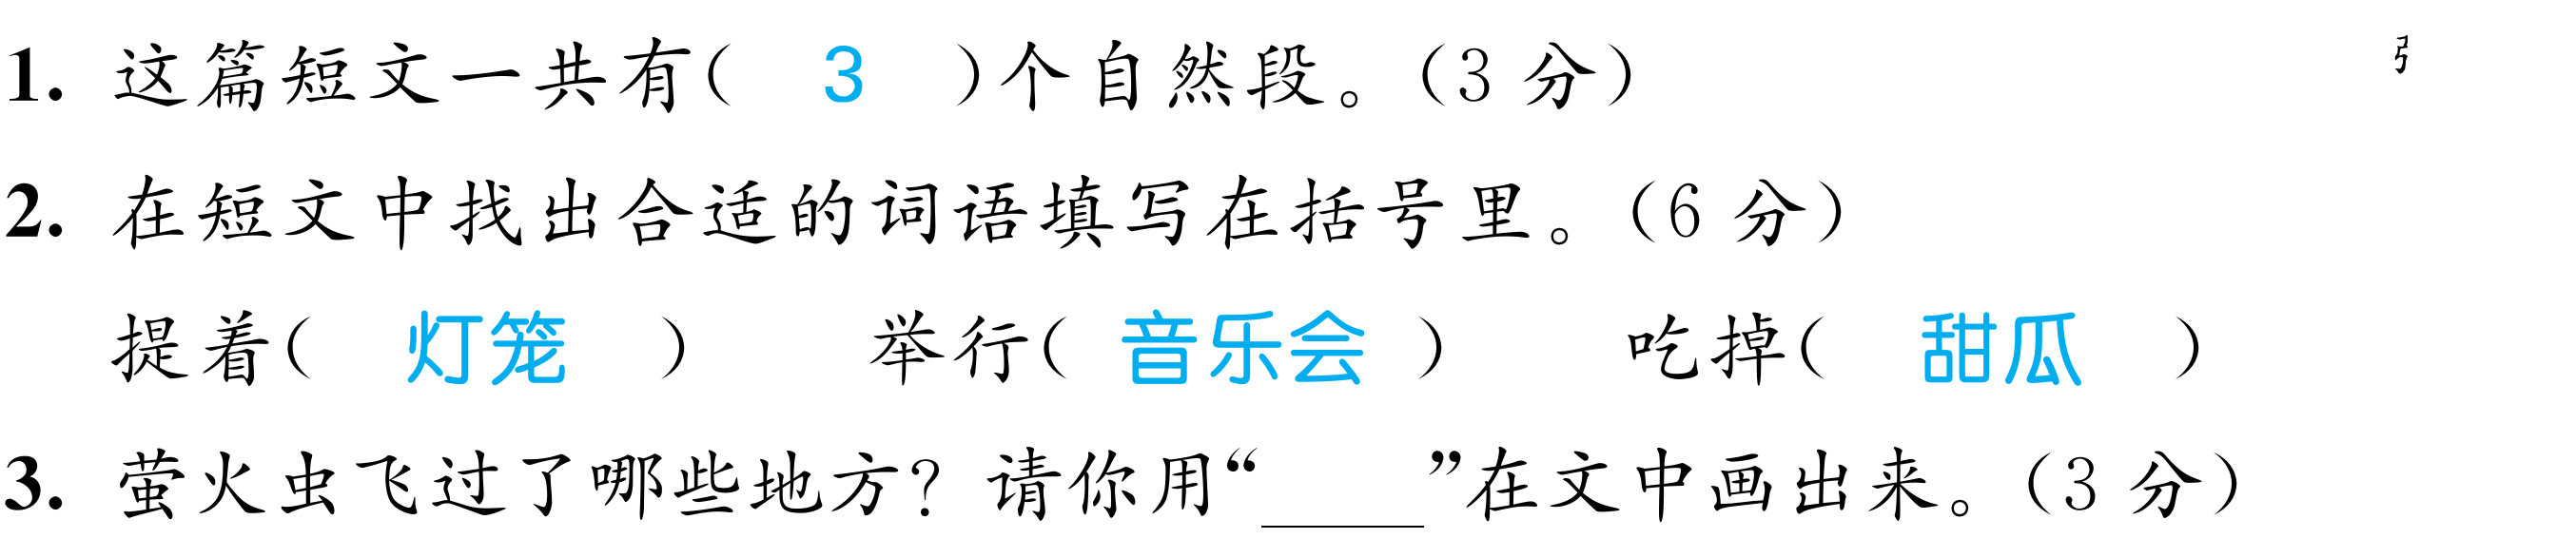 1. 这篇短文一共有( 3 )个自然段。(3 分)
2. 在短文中找出合适的词语填写在括号里。(6 分)
提着( 灯笼 ) 举行( 音乐会 ) 吃掉( 甜瓜 )
3. 萤火虫飞过了哪些地方? 请你用“_____”在文中画出来。(3 分)